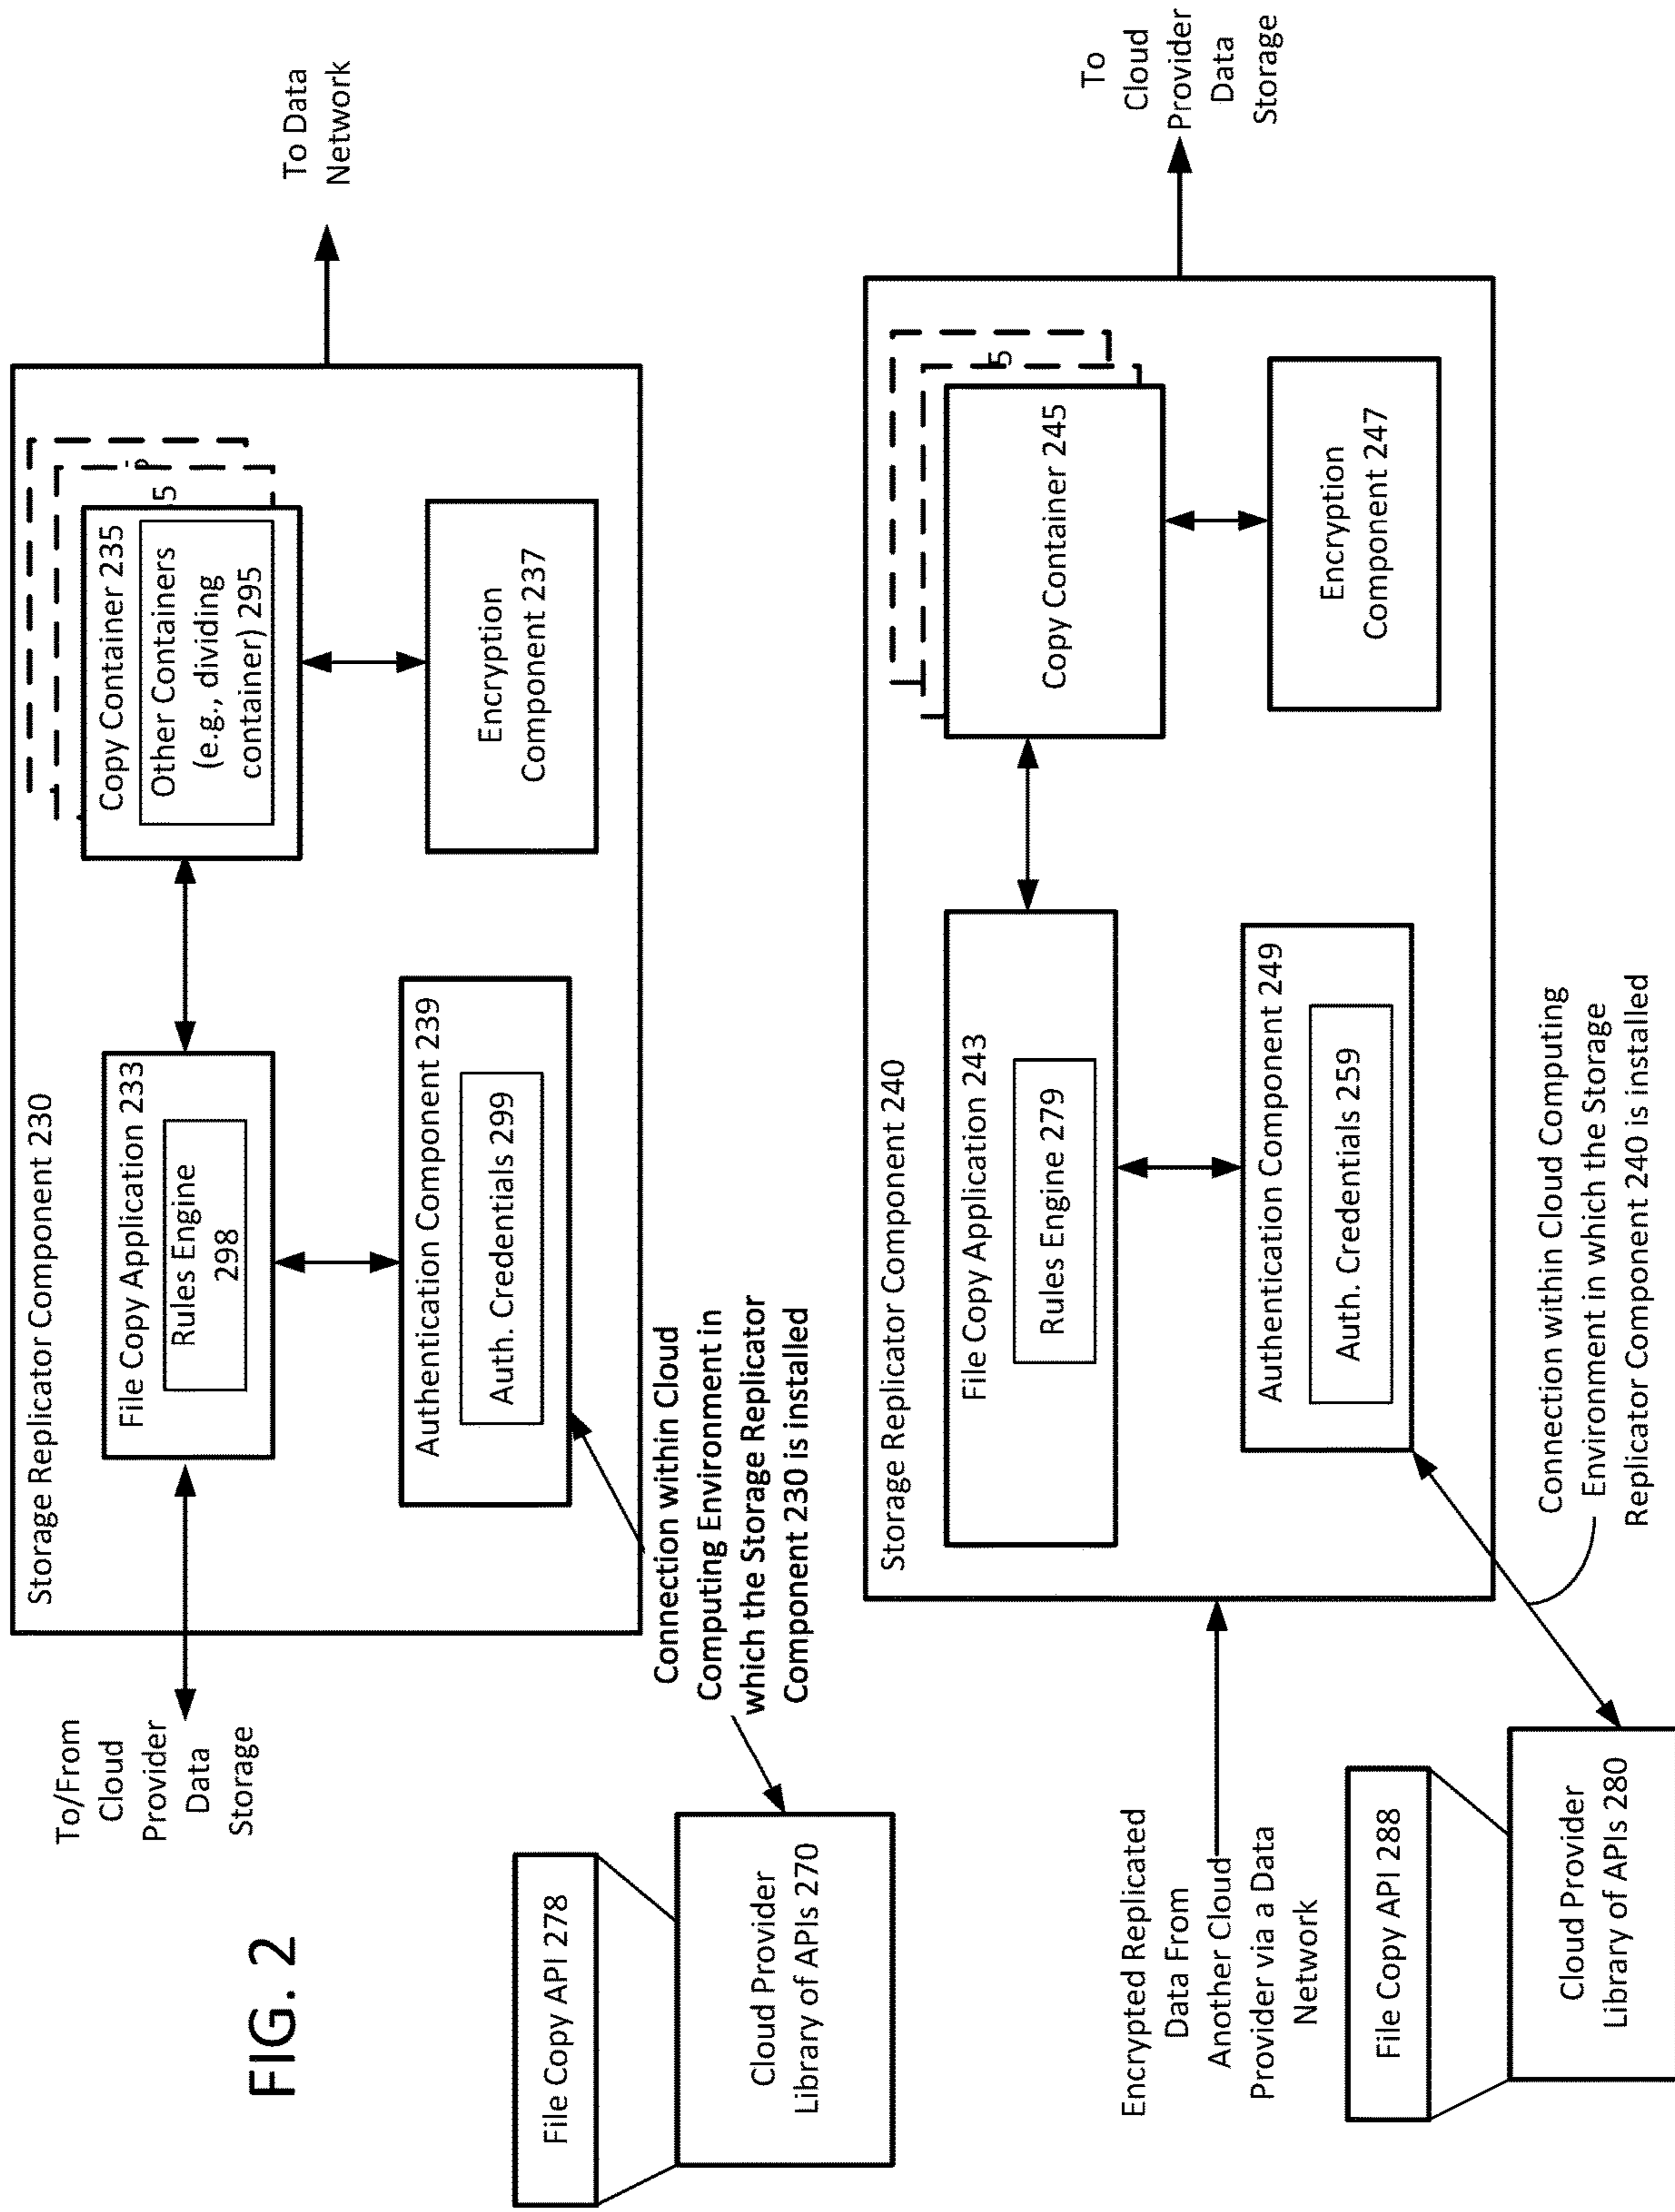 FIG. 2
To/From
Cloud
Provider
Data
Storage
Storage Replicator Component 230
File Copy Application 233
Rules Engine
298
Copy Container 235
Other Containers
(e.g., dividing
container) 295
5
Authentication Component 239
Auth. Credentials 299
Encryption
Component 237
To Data
Network
File Copy API 278
Cloud Provider
Library of APIs 270
Connection within Cloud
Computing Environment in
which the Storage Replicator
Component 230 is installed
Encrypted Replicated
Data From
Another Cloud
Provider via a Data
Network
Storage Replicator Component 240
File Copy Application 243
Rules Engine 279
Copy Container 245
5
Authentication Component 249
Auth. Credentials 259
Encryption
Component 247
To
Cloud
Provider
Data
Storage
File Copy API 288
Cloud Provider
Library of APIs 280
Connection within Cloud Computing
Environment in which the Storage
Replicator Component 240 is installed